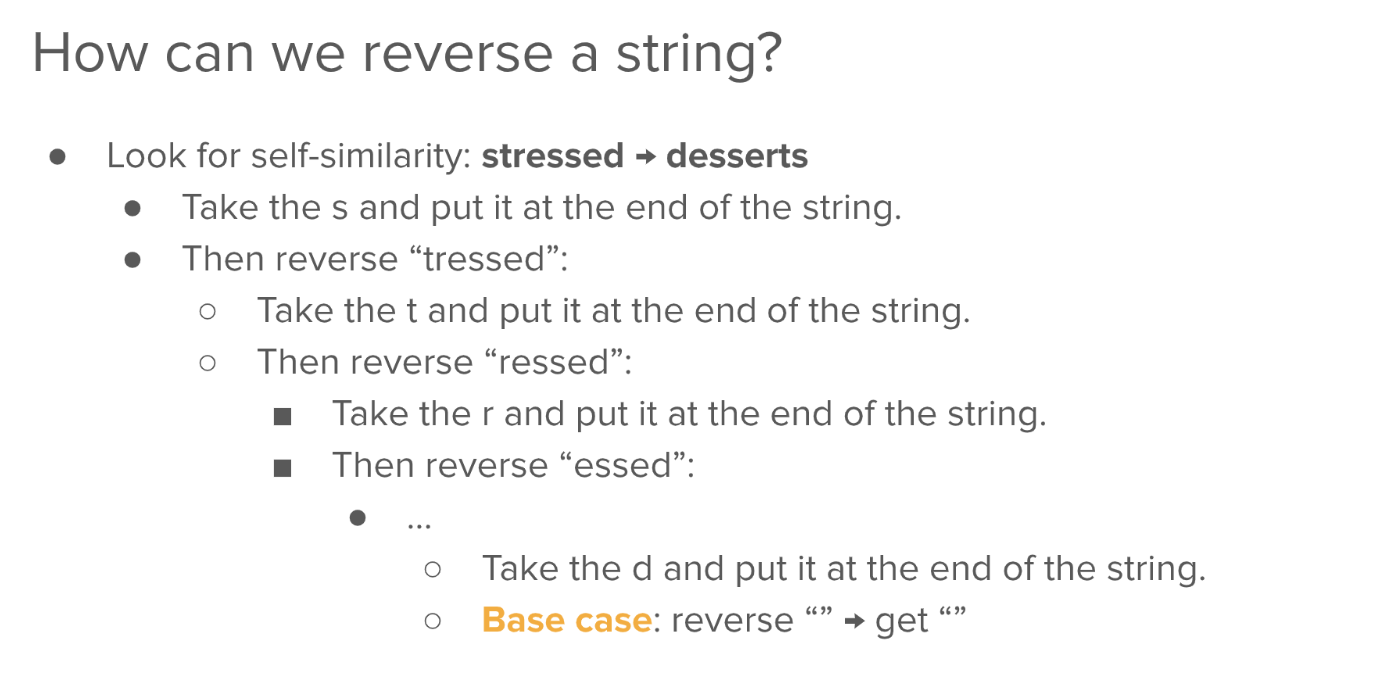 How can we reverse a string?
● Look for self-similarity: stressed → desserts
● Take the s and put it at the end of the string.
● Then reverse “tressed”:
○ Take the t and put it at the end of the string.
○ Then reverse “ressed”:
■ Take the r and put it at the end of the string.
■ Then reverse “essed”:
● ...
○ Take the d and put it at the end of the string.
○ Base case: reverse “” → get “”